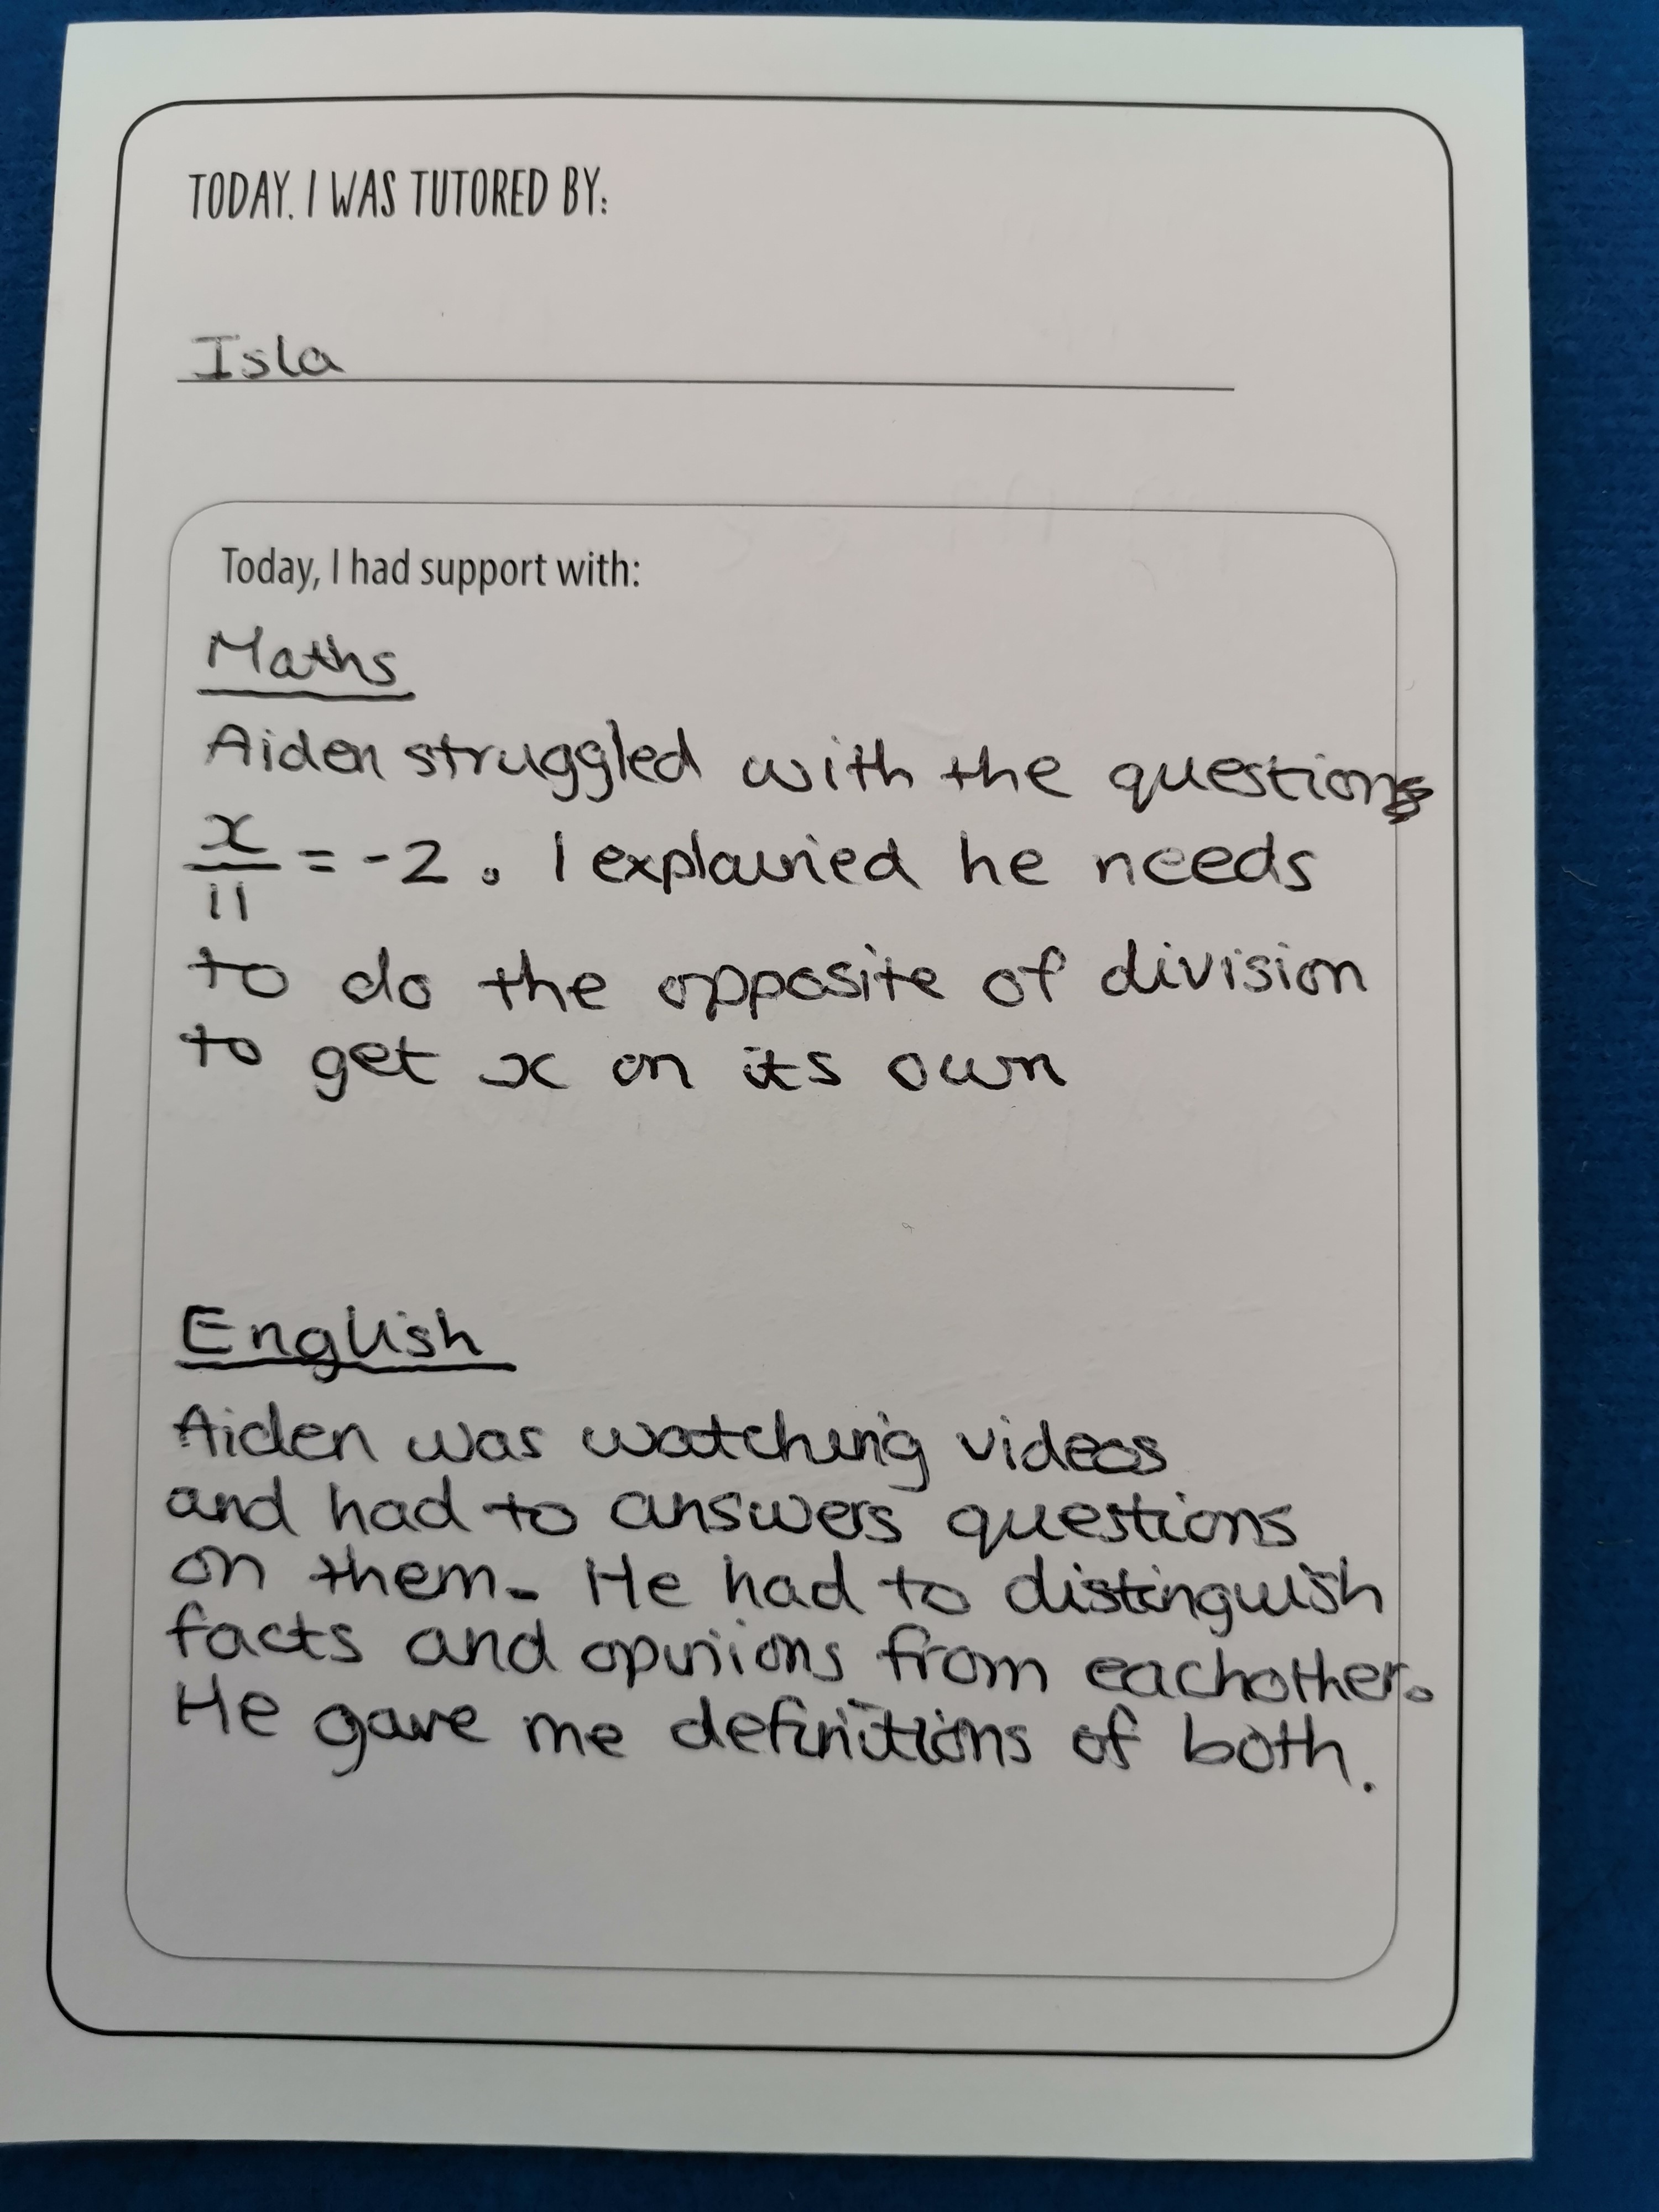 TODAY. I WAS TUTORED BY:
Isla
Today, I had support with:
Maths
Aiden struggled with the questions
x/11 = -2. I explained he needs
to do the opposite of division
to get x on its own
English
Aiden was watching videos
and had to answers questions
on them. He had to distinguish
facts and opinions from eachother.
He gave me definitions of both.